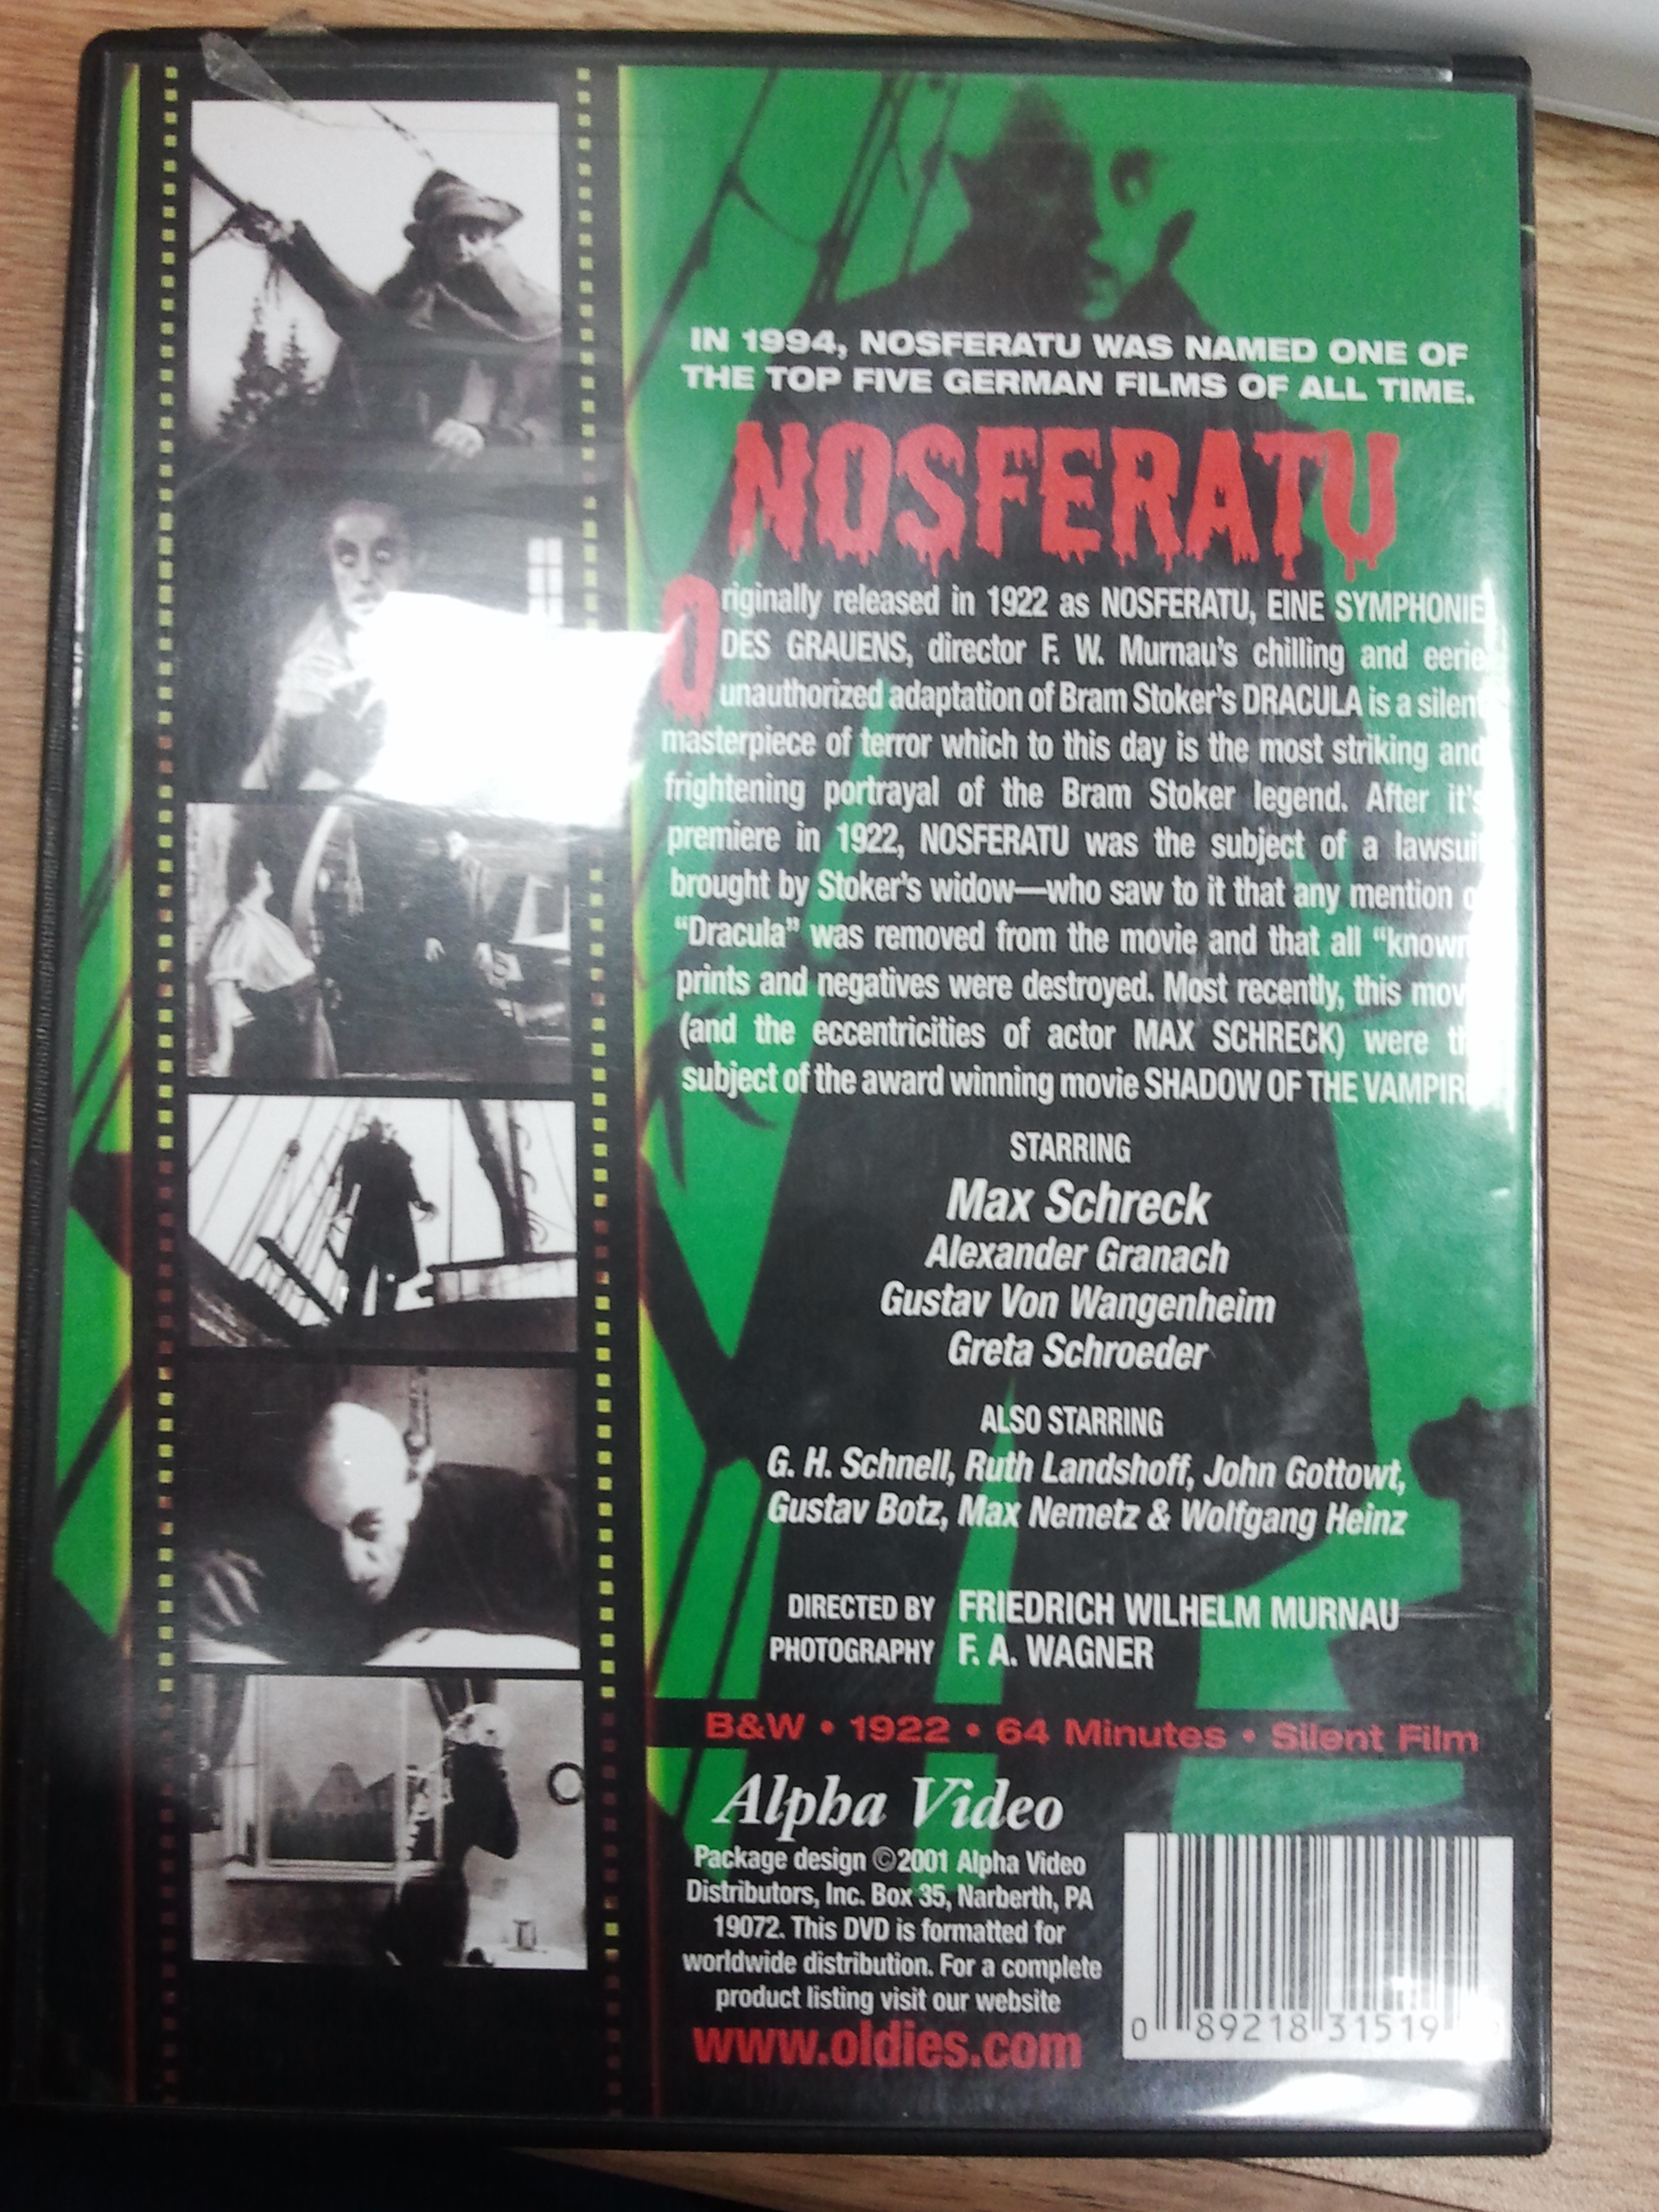 IN 1994, NOSFERATU WAS NAMED ONE OF
THE TOP FIVE GERMAN FILMS OF ALL TIME.
NOSFERATU
Originally released in 1922 as NOSFERATU, EINE SYMPHONIE
DES GRAUENS, director F. W. Murnau's chilling and eerie
unauthorized adaptation of Bram Stoker's DRACULA is a silent
masterpiece of terror which to this day is the most striking and
frightening portrayal of the Bram Stoker legend. After it's
premiere in 1922, NOSFERATU was the subject of a lawsuit
brought by Stoker's widow—who saw to it that any mention
"Dracula" was removed from the movie and that all "known
prints and negatives were destroyed. Most recently, this
(and the eccentricities of actor MAX SCHRECK) were
subject of the award winning movie SHADOW OF THE VAMPIR
STARRING
Max Schreck
Alexander Granach
Gustav Von Wangenheim
Greta Schroeder
ALSO STARRING
G. H. Schnell, Ruth Landshoff, John Gottowt,
Gustav Botz, Max Nemetz & Wolfgang Heinz
DIRECTED BY FRIEDRICH WILHELM MURNAU
PHOTOGRAPHY F. A. WAGNER
B&W • 1922 • 64 Minutes • Silent Film
Alpha Video
Package design ©2001 Alpha Video
Distributors, Inc. Box 35, Narberth, PA
19072. This DVD is formatted for
worldwide distribution. For a complete
product listing visit our website
www.oldies.com
0 89218 31519